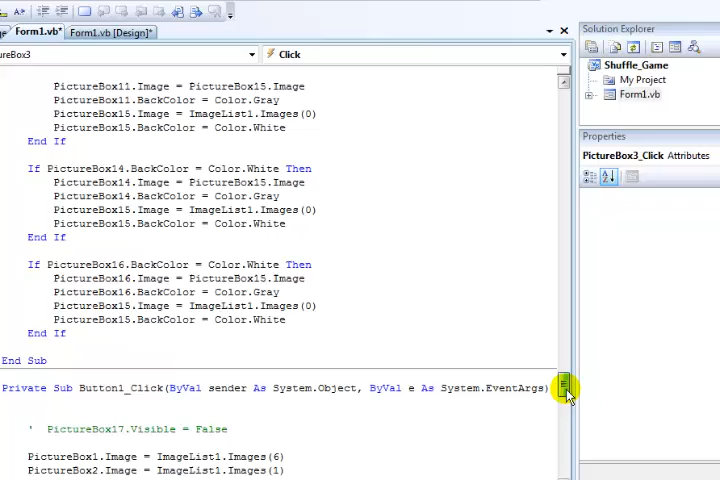 Form1.vb* Form1.vb [Design]*
ureBox3 Click
PictureBox11.Image = PictureBox15.Image
PictureBox11.BackColor = Color.Gray
PictureBox15.Image = ImageList1.Images(0)
PictureBox15.BackColor = Color.White
End If
If PictureBox14.BackColor = Color.White Then
PictureBox14.Image = PictureBox15.Image
PictureBox14.BackColor = Color.Gray
PictureBox15.Image = ImageList1.Images(0)
PictureBox15.BackColor = Color.White
End If
If PictureBox16.BackColor = Color.White Then
PictureBox16.Image = PictureBox15.Image
PictureBox16.BackColor = Color.Gray
PictureBox15.Image = ImageList1.Images(0)
PictureBox15.BackColor = Color.White
End If
End Sub
Private Sub Button1_Click(ByVal sender As System.Object, ByVal e As System.EventArgs)
' PictureBox17.Visible = False
PictureBox1.Image = ImageList1.Images(6)
PictureBox2.Image = ImageList1.Images(1)
Solution Explorer
Shuffle_Game
My Project
Form1.vb
Properties
PictureBox3_Click Attributes